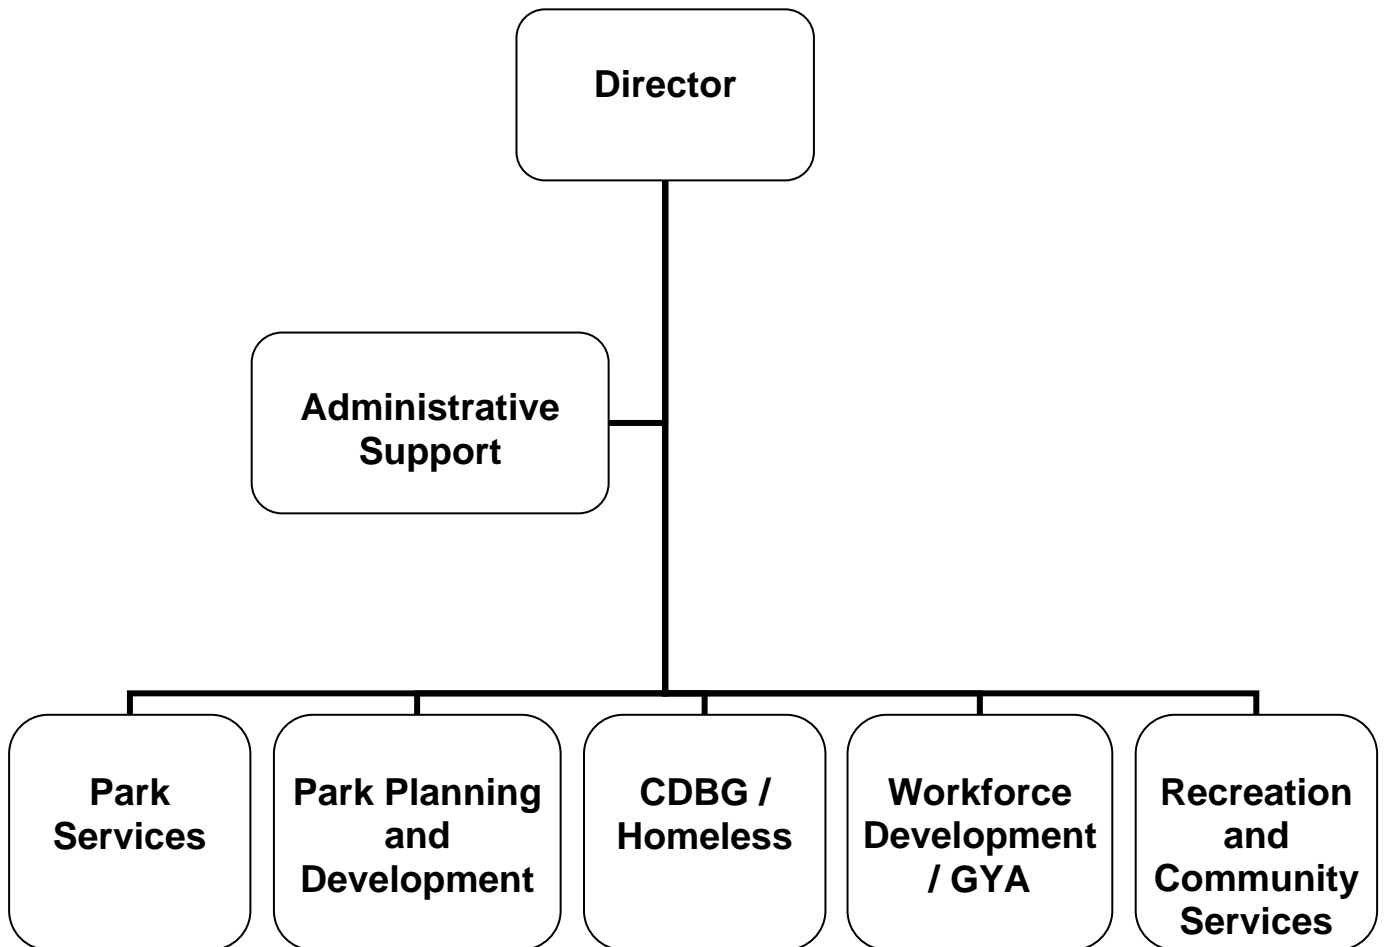 Director
Administrative
Support
Park
Services
Park Planning
and
Development
CDBG /
Homeless
Workforce
Development
/ GYA
Recreation
and
Community
Services